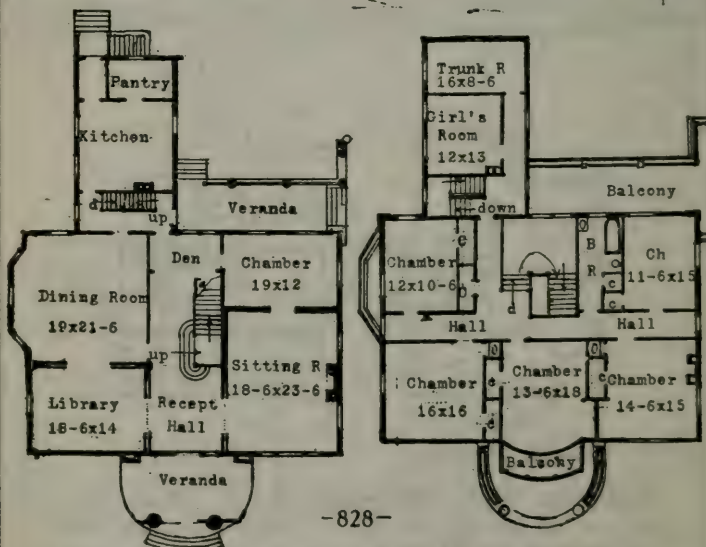 Pantry
Kitchen
d
up
Veranda
Den
Chamber
19x12
Dining Room
19x21-6
up
Sitting R
18-6x23-6
Library
18-6x14
Recept
Hall
Veranda
Trunk R
16x8-6
Girl's
Room
12x13
down
Balcony
C
B
R
Chamber
12x10-6
Ch
11-6x15
c
c
d
Hall
Hall
Chamber
16x16
c
d
Chamber
13-6x18
c
Chamber
14-6x15
Balcony
-828-